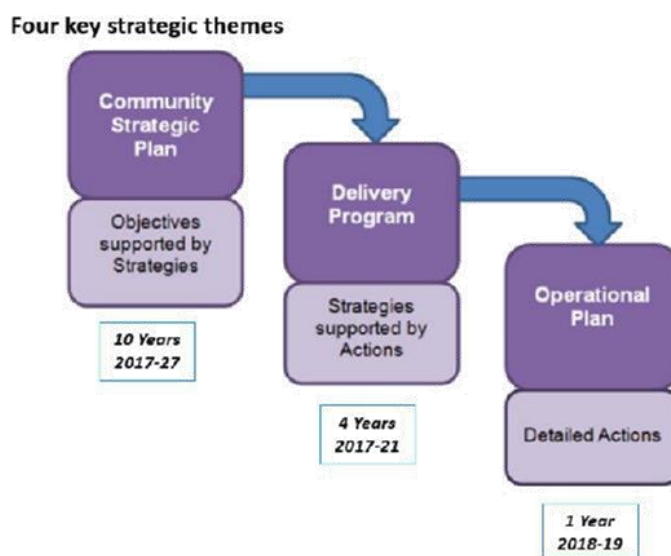 Four key strategic themes
Community
Strategic
Plan
Objectives
supported by
Strategies
10 Years
2017-27
Delivery
Program
Strategies
supported by
Actions
4 Years
2017-21
Operational
Plan
Detailed Actions
1 Year
2018-19